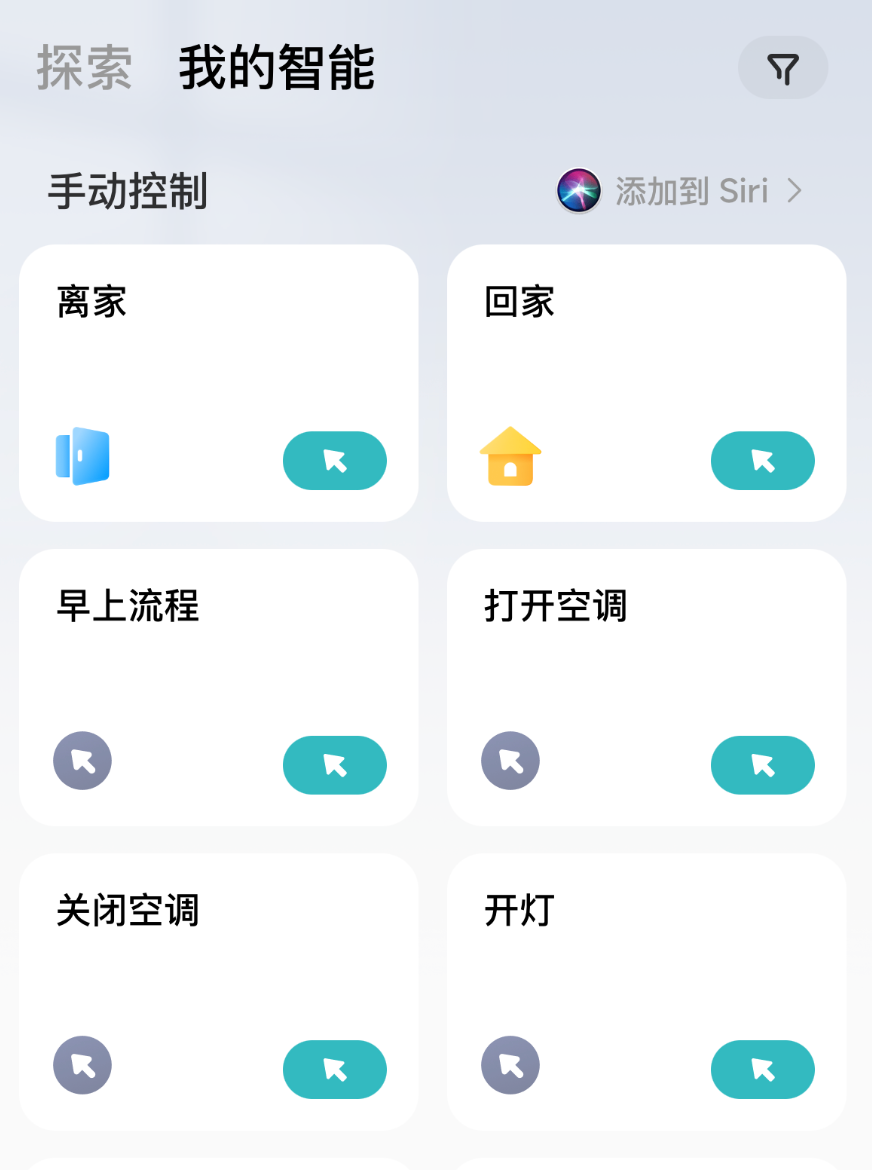 探索 我的智能
手动控制 添加到 Siri
离家 回家
早上流程 打开空调
关闭空调 开灯